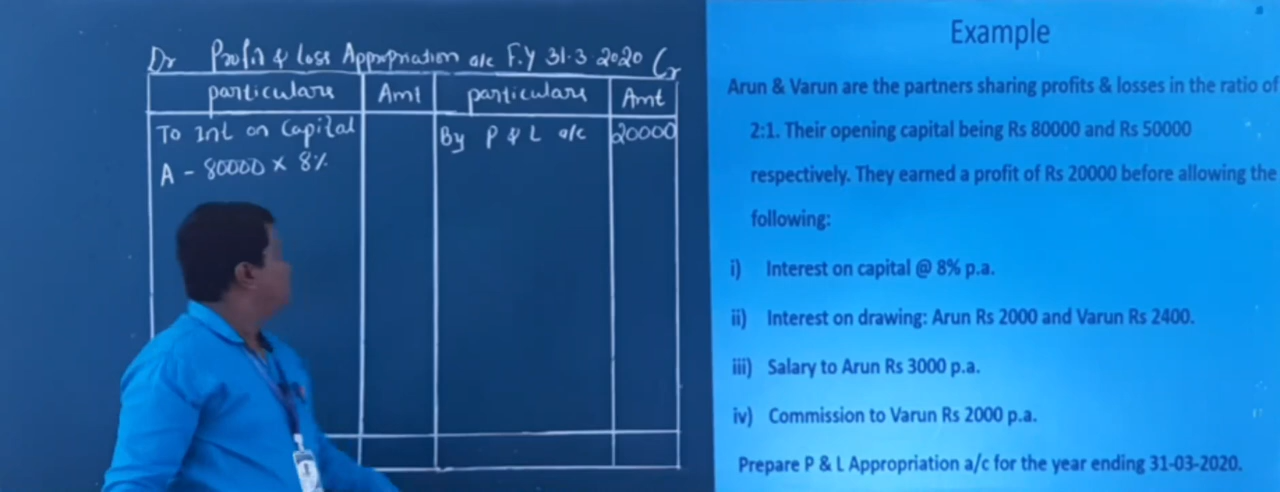 Dr Profit & Loss Appropriation a/c F.Y 31.3.2020 Cr
particulars Amt particulars Amt
To Int on Capital By P & L a/c 20000
A - 80000 × 8%
Example
Arun & Varun are the partners sharing profits & losses in the ratio of
2:1. Their opening capital being Rs 80000 and Rs 50000
respectively. They earned a profit of Rs 20000 before allowing the
following:
i) Interest on capital @ 8% p.a.
ii) Interest on drawing: Arun Rs 2000 and Varun Rs 2400.
iii) Salary to Arun Rs 3000 p.a.
iv) Commission to Varun Rs 2000 p.a.
Prepare P & L Appropriation a/c for the year ending 31-03-2020.